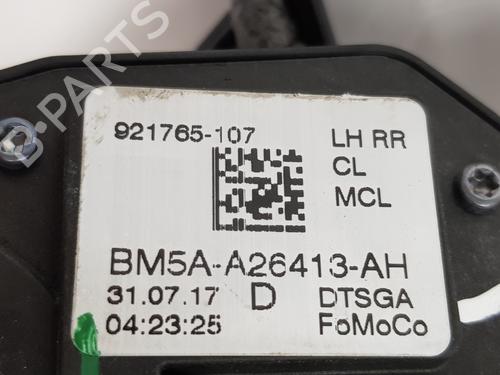 921765-107
LH RR
CL
MCL
BM5A-A26413-AH
31.07.17 D DTSGA
04:23:25 FoMoCo
B-PARTS